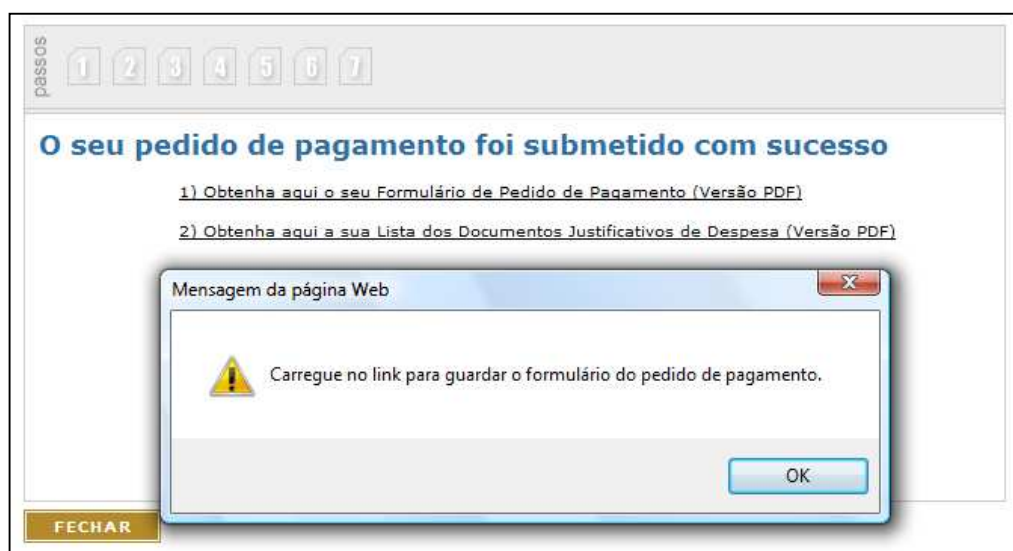 passos
1 2 3 4 5 6 7
O seu pedido de pagamento foi submetido com sucesso
1) Obtenha aqui o seu Formulário de Pedido de Pagamento (Versão PDF)
2) Obtenha aqui a sua Lista dos Documentos Justificativos de Despesa (Versão PDF)
Mensagem da página Web
Carregue no link para guardar o formulário do pedido de pagamento.
OK
FECHAR